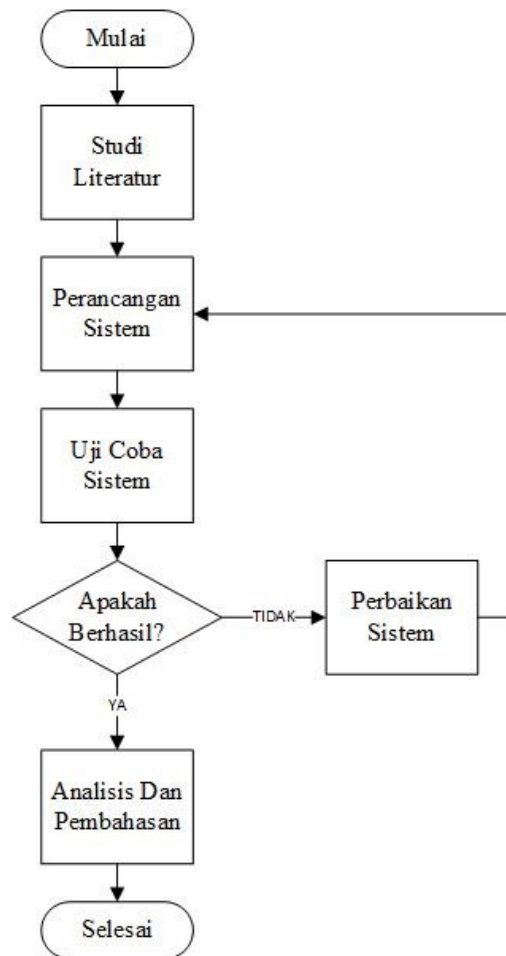 Mulai
Studi
Literatur
Perancangan
Sistem
Uji Coba
Sistem
Apakah
Berhasil?
TIDAK
Perbaikan
Sistem
YA
Analisis Dan
Pembahasan
Selesai